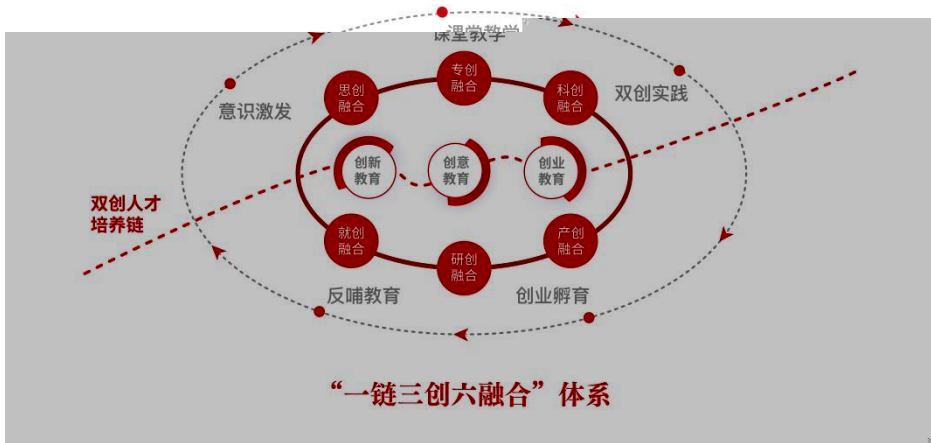 课堂教学
专创
融合
思创
融合
科创
融合
意识激发
双创实践
创新
教育
创意
教育
创业
教育
双创人才
培养链
就创
融合
研创
融合
产创
融合
反哺教育
创业孵育
“一链三创六融合”体系